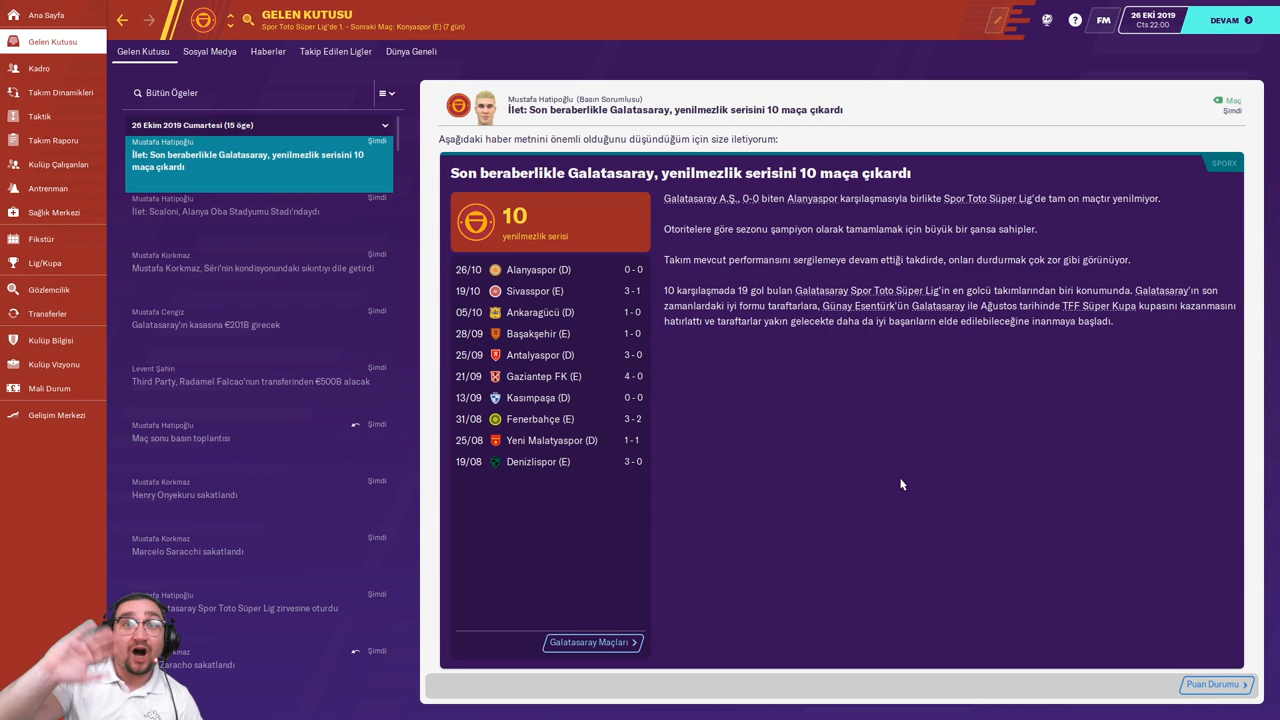 Ana Sayfa
Gelen Kutusu
Kadro
Takım Dinamikleri
Taktik
Takım Raporu
Kulüp Çalışanları
Antrenman
Sağlık Merkezi
Fikstür
Lig/Kupa
Gözlemcilik
Transferler
Kulüp Bilgisi
Kulüp Vizyonu
Mali Durum
Gelişim Merkezi
GELEN KUTUSU
Spor Toto Süper Lig'de 1. - Sonraki Maç: Konyaspor (E) (7 gün)
FM
26 EKİ 2019
Cts 22:00
DEVAM
Gelen Kutusu
Sosyal Medya
Haberler
Takip Edilen Ligler
Dünya Geneli
Bütün Ögeler
26 Ekim 2019 Cumartesi (15 öge)
Mustafa Hatipoğlu Şimdi
İlet: Son beraberlikle Galatasaray, yenilmezlik serisini 10
maça çıkardı
Mustafa Hatipoğlu Şimdi
İlet: Scaloni, Alanya Oba Stadyumu Stadı'ndaydı
Mustafa Korkmaz Şimdi
Mustafa Korkmaz, Séri'nin kondisyonundaki sıkıntıyı dile getirdi
Mustafa Cengiz Şimdi
Galatasaray'ın kasasına €201B girecek
Levent Şahin Şimdi
Third Party, Radamel Falcao'nun transferinden €500B alacak
Mustafa Hatipoğlu Şimdi
Maç sonu basın toplantısı
Mustafa Korkmaz Şimdi
Henry Onyekuru sakatlandı
Mustafa Korkmaz Şimdi
Marcelo Saracchi sakatlandı
Hatipoğlu Şimdi
Spor Toto Süper Lig zirvesine oturdu
Şimdi
Zaracho sakatlandı
Mustafa Hatipoğlu (Basın Sorumlusu)
İlet: Son beraberlikle Galatasaray, yenilmezlik serisini 10 maça çıkardı
Maç
Şimdi
Aşağıdaki haber metnini önemli olduğunu düşündüğüm için size iletiyorum:
SPORX
Son beraberlikle Galatasaray, yenilmezlik serisini 10 maça çıkardı
10
yenilmezlik serisi
26/10 Alanyaspor (D) 0 - 0
19/10 Sivasspor (E) 3 - 1
05/10 Ankaragücü (D) 1 - 0
28/09 Başakşehir (E) 1 - 0
25/09 Antalyaspor (D) 3 - 0
21/09 Gaziantep FK (E) 4 - 0
13/09 Kasımpaşa (D) 0 - 0
31/08 Fenerbahçe (E) 3 - 2
25/08 Yeni Malatyaspor (D) 1 - 1
19/08 Denizlispor (E) 3 - 0
Galatasaray Maçları
Galatasaray A.Ş., 0-0 biten Alanyaspor karşılaşmasıyla birlikte Spor Toto Süper Lig'de tam on maçtır yenilmiyor.
Otoritelere göre sezonu şampiyon olarak tamamlamak için büyük bir şansa sahipler.
Takım mevcut performansını sergilemeye devam ettiği takdirde, onları durdurmak çok zor gibi görünüyor.
10 karşılaşmada 19 gol bulan Galatasaray Spor Toto Süper Lig'in en golcü takımlarından biri konumunda. Galatasaray'ın son
zamanlardaki iyi formu taraftarlara, Günay Esentürk'ün Galatasaray ile Ağustos tarihinde TFF Süper Kupa kupasını kazanmasını
hatırlattı ve taraftarlar yakın gelecekte daha da iyi başarıların elde edilebileceğine inanmaya başladı.
Puan Durumu